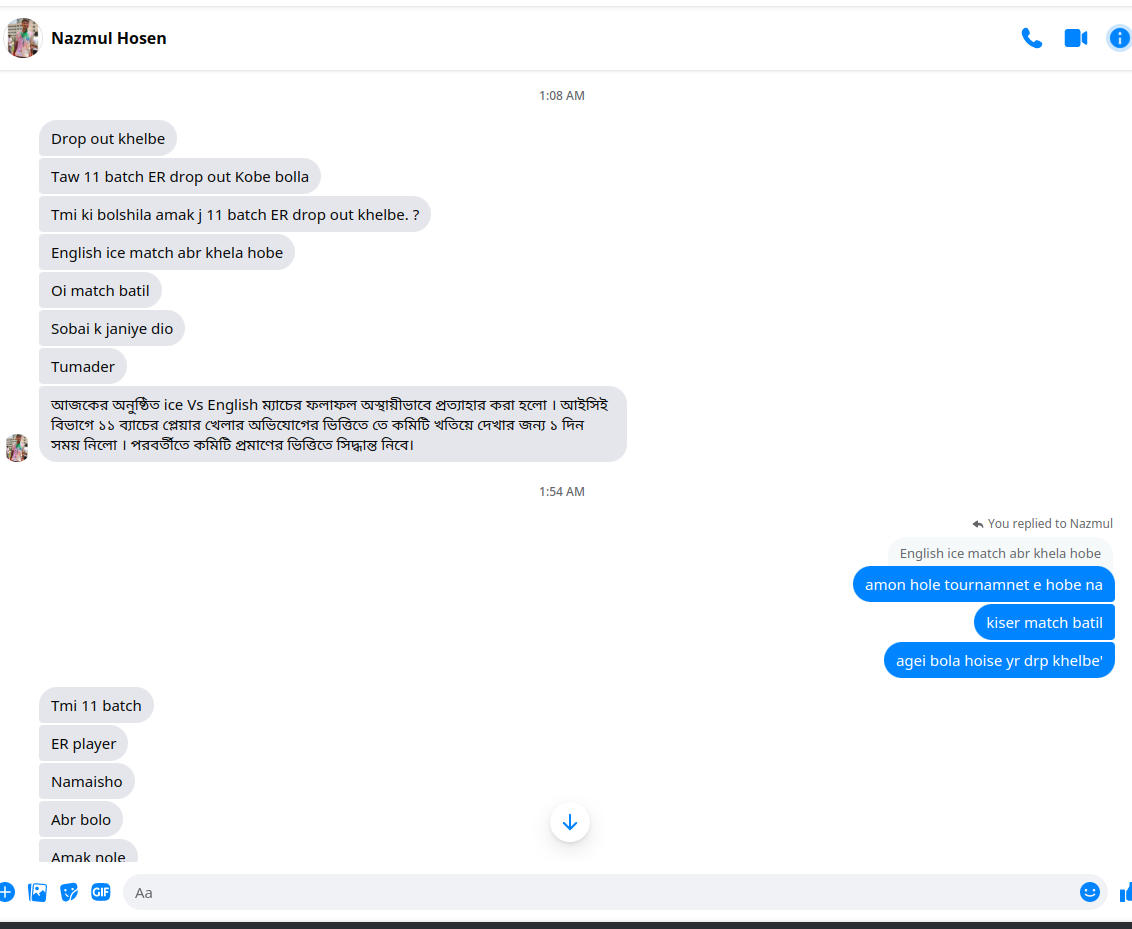 Nazmul Hosen
1:08 AM
Drop out khelbe
Taw 11 batch ER drop out Kobe bolla
Tmi ki bolshila amak j 11 batch ER drop out khelbe. ?
English ice match abr khela hobe
Oi match batil
Sobai k janiye dio
Tumader
আজকের অনুষ্ঠিত ice Vs English ম্যাচের ফলাফল অস্থায়ীভাবে প্রত্যাহার করা হলো । আইসিই
বিভাগে ১১ ব্যাচের প্লেয়ার খেলার অভিযোগের ভিত্তিতে তে কমিটি খতিয়ে দেখার জন্য ১ দিন
সময় নিলো । পরবর্তীতে কমিটি প্রমাণের ভিত্তিতে সিদ্ধান্ত নিবে।
1:54 AM
You replied to Nazmul
English ice match abr khela hobe
amon hole tournamnet e hobe na
kiser match batil
agei bola hoise yr drp khelbe'
Tmi 11 batch
ER player
Namaisho
Abr bolo
Amak nole
GIF
Aa